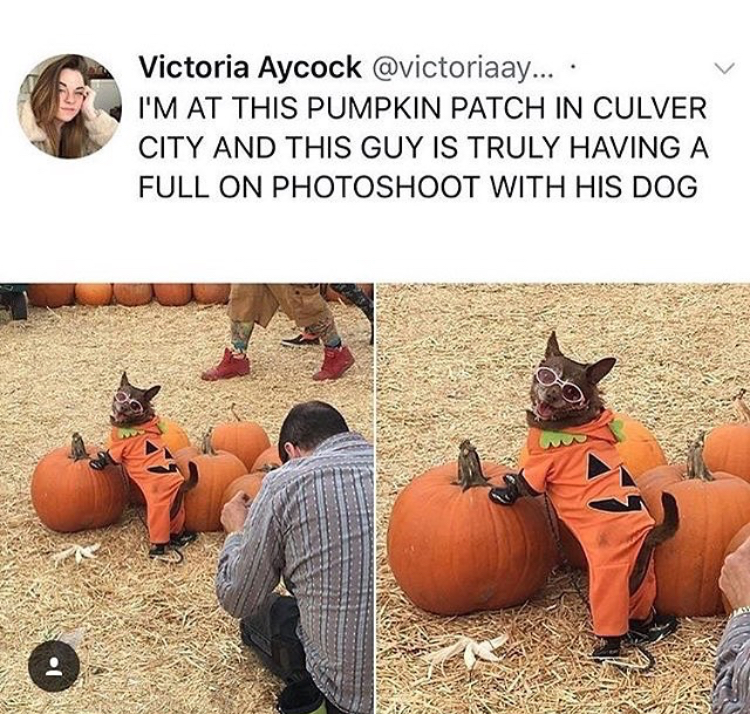 Victoria Aycock @victoriaay... ·
I'M AT THIS PUMPKIN PATCH IN CULVER
CITY AND THIS GUY IS TRULY HAVING A
FULL ON PHOTOSHOOT WITH HIS DOG